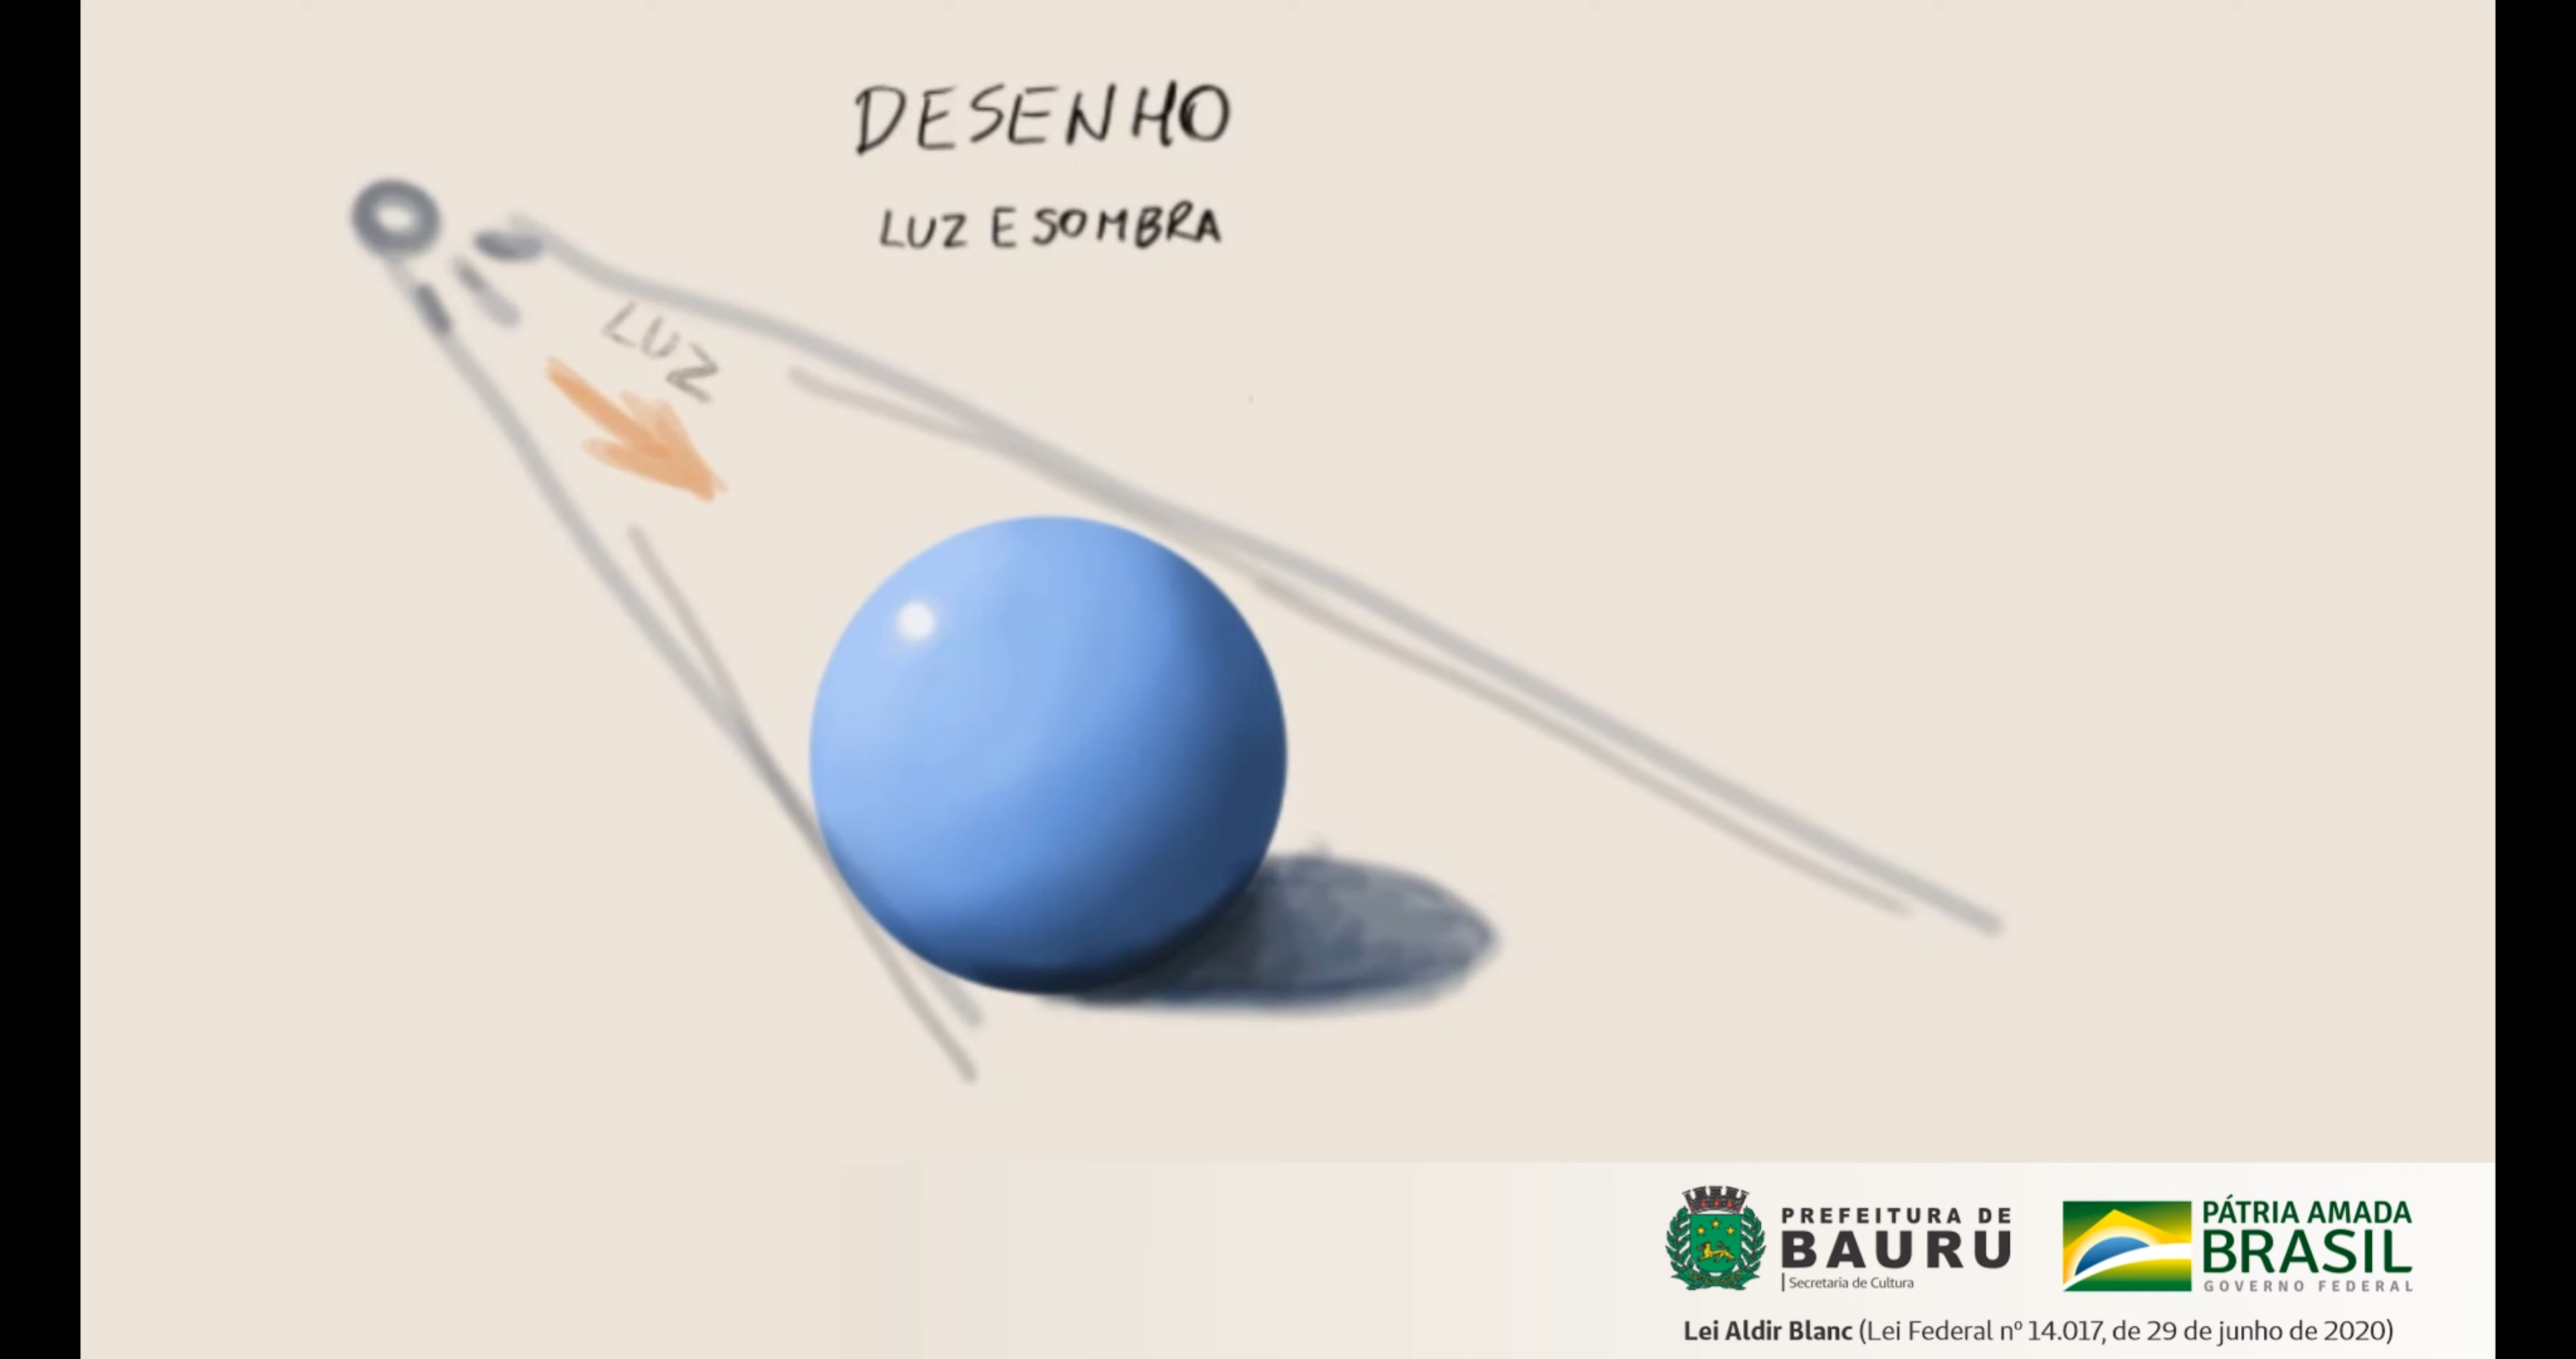 DESENHO
LUZ E SOMBRA
LUZ
PREFEITURA DE
BAURU
Secretaria de Cultura
PÁTRIA AMADA
BRASIL
GOVERNO FEDERAL
Lei Aldir Blanc (Lei Federal nº 14.017, de 29 de junho de 2020)